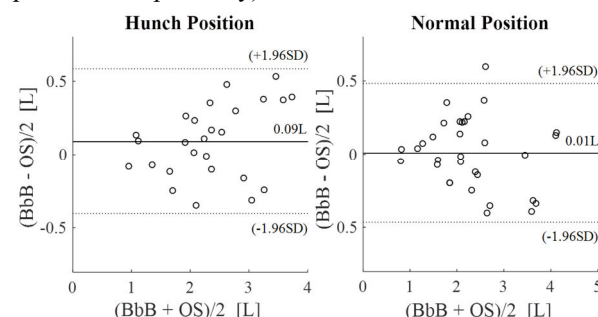 Hunch Position
(+1.96SD)
0.5
0.09L
0
-0.5
(-1.96SD)
(BbB - OS)/2 [L]
0 1 2 3 4
(BbB + OS)/2 [L]
Normal Position
(+1.96SD)
0.5
0.01L
0
0.5
(-1.96SD)
(BbB - OS)/2 [L]
0 1 2 3 4 5
(BbB + OS)/2 [L]